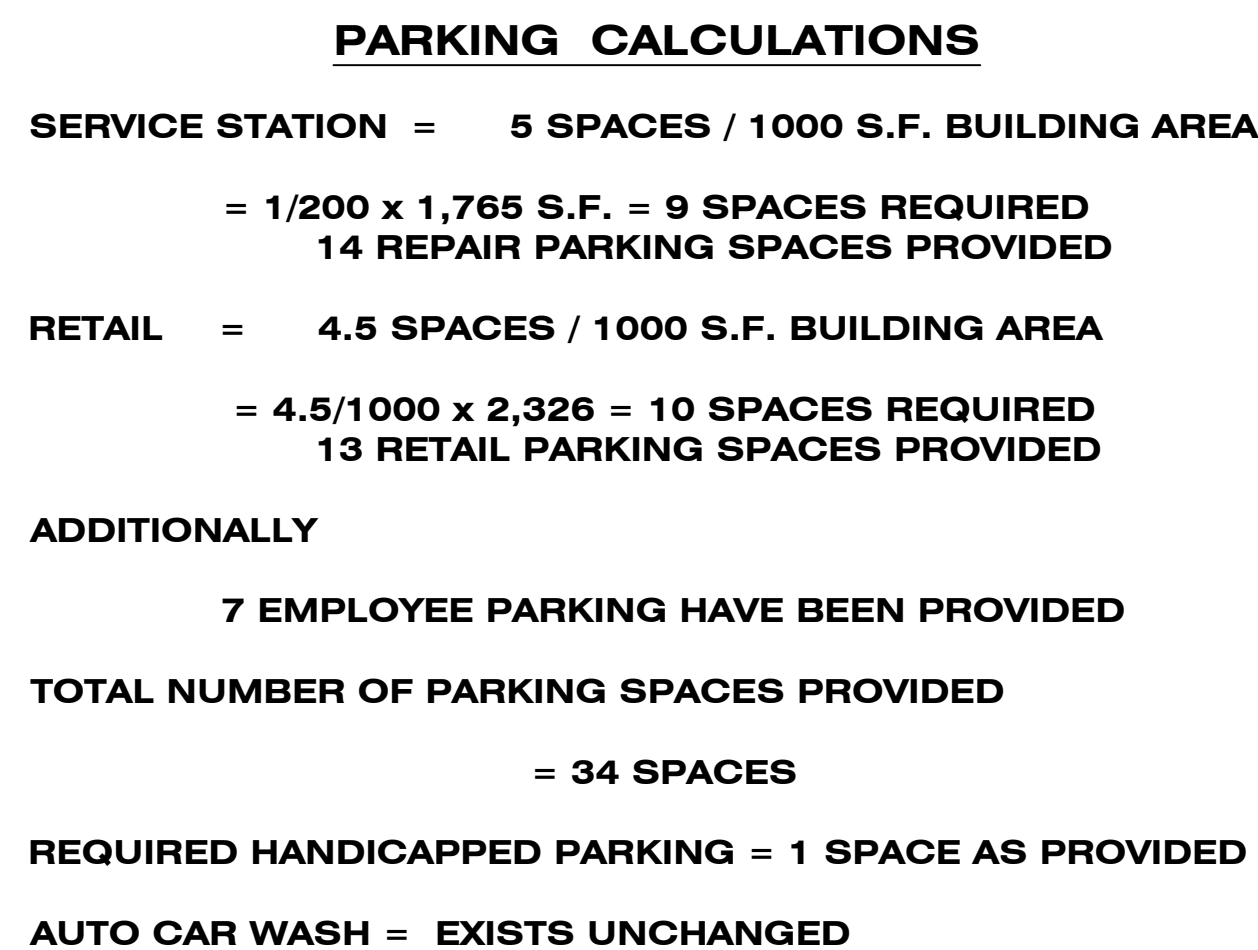 PARKING CALCULATIONS
SERVICE STATION = 5 SPACES / 1000 S.F. BUILDING AREA
= 1/200 x 1,765 S.F. = 9 SPACES REQUIRED
14 REPAIR PARKING SPACES PROVIDED
RETAIL = 4.5 SPACES / 1000 S.F. BUILDING AREA
= 4.5/1000 x 2,326 = 10 SPACES REQUIRED
13 RETAIL PARKING SPACES PROVIDED
ADDITIONALLY
7 EMPLOYEE PARKING HAVE BEEN PROVIDED
TOTAL NUMBER OF PARKING SPACES PROVIDED
= 34 SPACES
REQUIRED HANDICAPPED PARKING = 1 SPACE AS PROVIDED
AUTO CAR WASH = EXISTS UNCHANGED